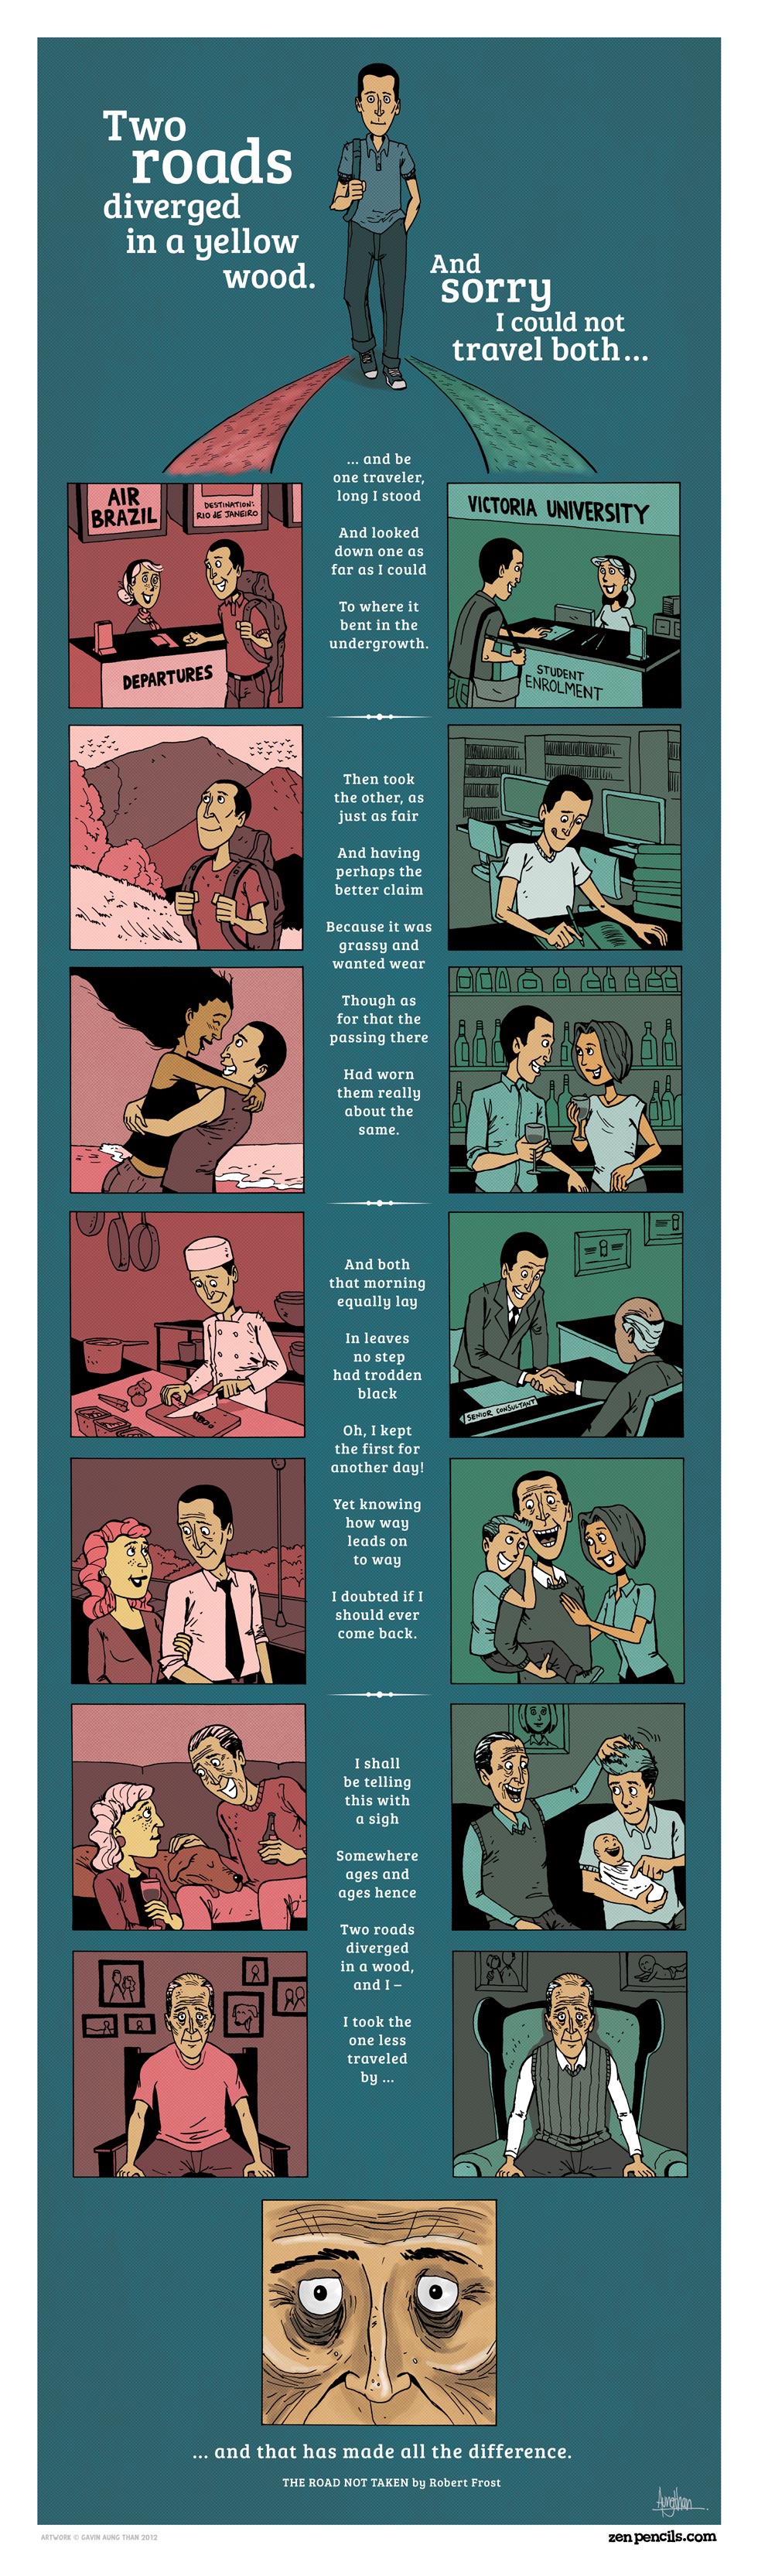 Two
roads
diverged
in a yellow
wood.
And
sorry
I could not
travel both...
... and be
one traveler,
long I stood
And looked
down one as
far as I could
To where it
bent in the
undergrowth.
AIR
BRAZIL
DESTINATION:
RIO de JANEIRO
DEPARTURES
VICTORIA UNIVERSITY
STUDENT
ENROLMENT
Then took
the other, as
just as fair
And having
perhaps the
better claim
Because it was
grassy and
wanted wear
Though as
for that the
passing there
Had worn
them really
about the
same.
And both
that morning
equally lay
In leaves
no step
had trodden
black
Oh, I kept
the first for
another day!
Yet knowing
how way
leads on
to way
I doubted if I
should ever
come back.
SENIOR CONSULTANT
I shall
be telling
this with
a sigh
Somewhere
ages and
ages hence
Two roads
diverged
in a wood,
and I –
I took the
one less
traveled
by ...
... and that has made all the difference.
THE ROAD NOT TAKEN by Robert Frost
AungThan
ARTWORK © GAVIN AUNG THAN 2012
zenpencils.com